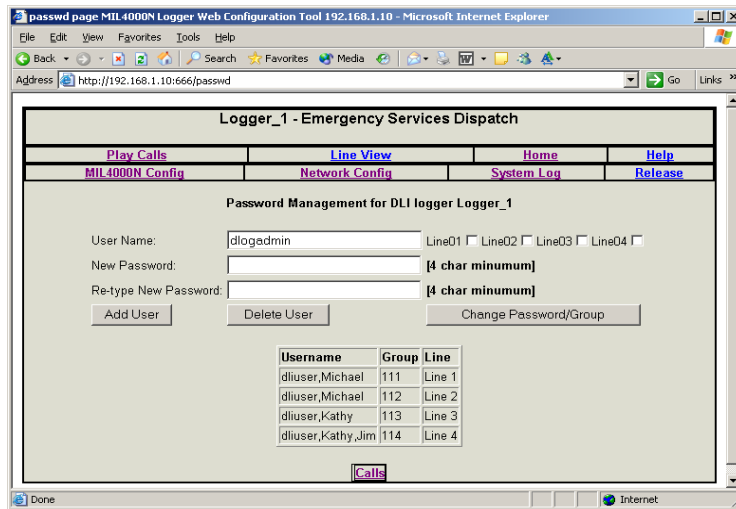 passwd page MIL4000N Logger Web Configuration Tool 192.168.1.10 - Microsoft Internet Explorer
File Edit View Favorites Tools Help
Back Search Favorites Media
Address http://192.168.1.10:666/passwd Go Links »
Logger_1 - Emergency Services Dispatch
Play Calls Line View Home Help
MIL4000N Config Network Config System Log Release
Password Management for DLI logger Logger_1
User Name: dlogadmin Line01 Line02 Line03 Line04
New Password: [4 char minumum]
Re-type New Password: [4 char minumum]
Add User Delete User Change Password/Group
Username Group Line
dliuser,Michael 111 Line 1
dliuser,Michael 112 Line 2
dliuser,Kathy 113 Line 3
dliuser,Kathy,Jim 114 Line 4
Calls
Done Internet